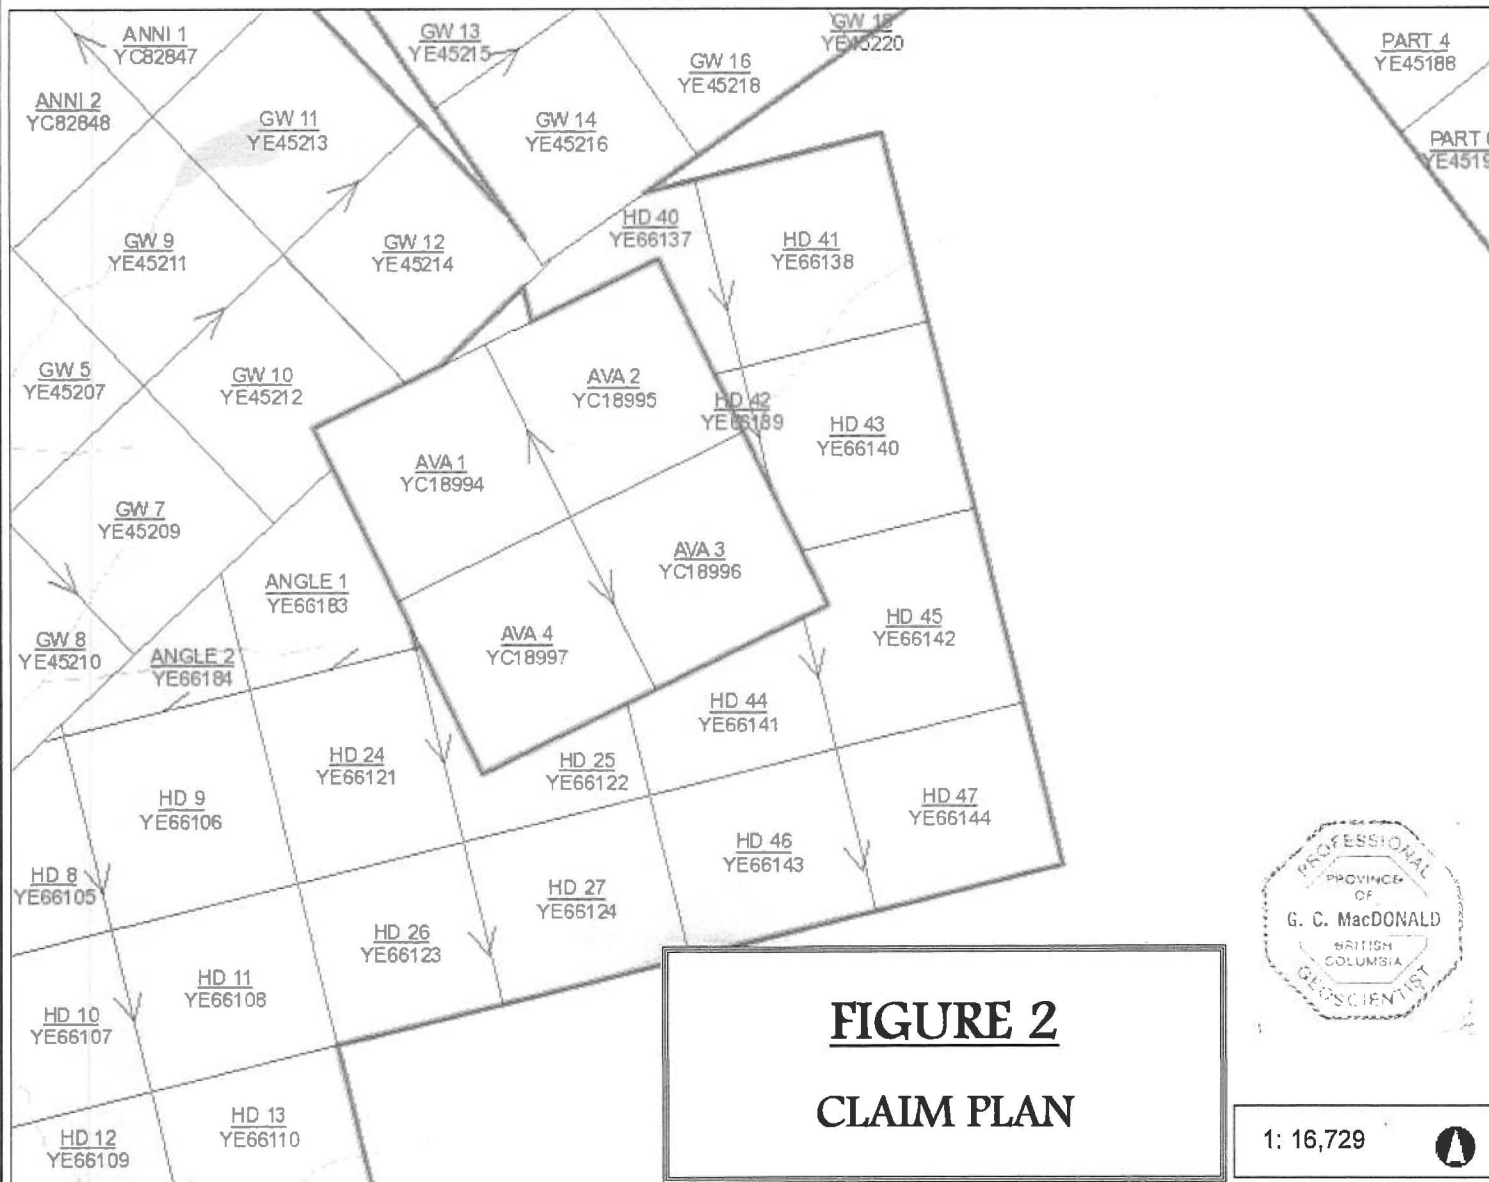 ANNI 1
YC82847
GW 13
YE45215
GW 16
YE45218
YE45220
PART 4
YE45188
ANNI 2
YC82848
GW 11
YE45213
GW 14
YE45216
PART
GW 9
YE45211
GW 12
YE45214
HD 40
YE66137
HD 41
YE66138
GW 5
YE45207
GW 10
YE45212
AVA 2
YC18995
HD 42
HD 43
YE66140
AVA 1
YC18994
GW 7
YE45209
AVA 3
YC18996
ANGLE 1
YE66183
GW 8
YE45210
ANGLE 2
YE66184
AVA 4
YC18997
HD 45
YE66142
HD 44
YE66141
HD 24
YE66121
HD 25
YE66122
HD 9
YE66106
HD 47
YE66144
HD 46
YE66143
HD 8
YE66105
HD 27
YE66124
HD 26
YE66123
HD 11
YE66108
HD 10
YE66107
HD 13
YE66110
HD 12
YE66109
PROFESSIONAL
PROVINCE
OF
G. C. MacDONALD
BRITISH
COLUMBIA
GEOSCIENTIST
FIGURE 2
CLAIM PLAN
1: 16,729